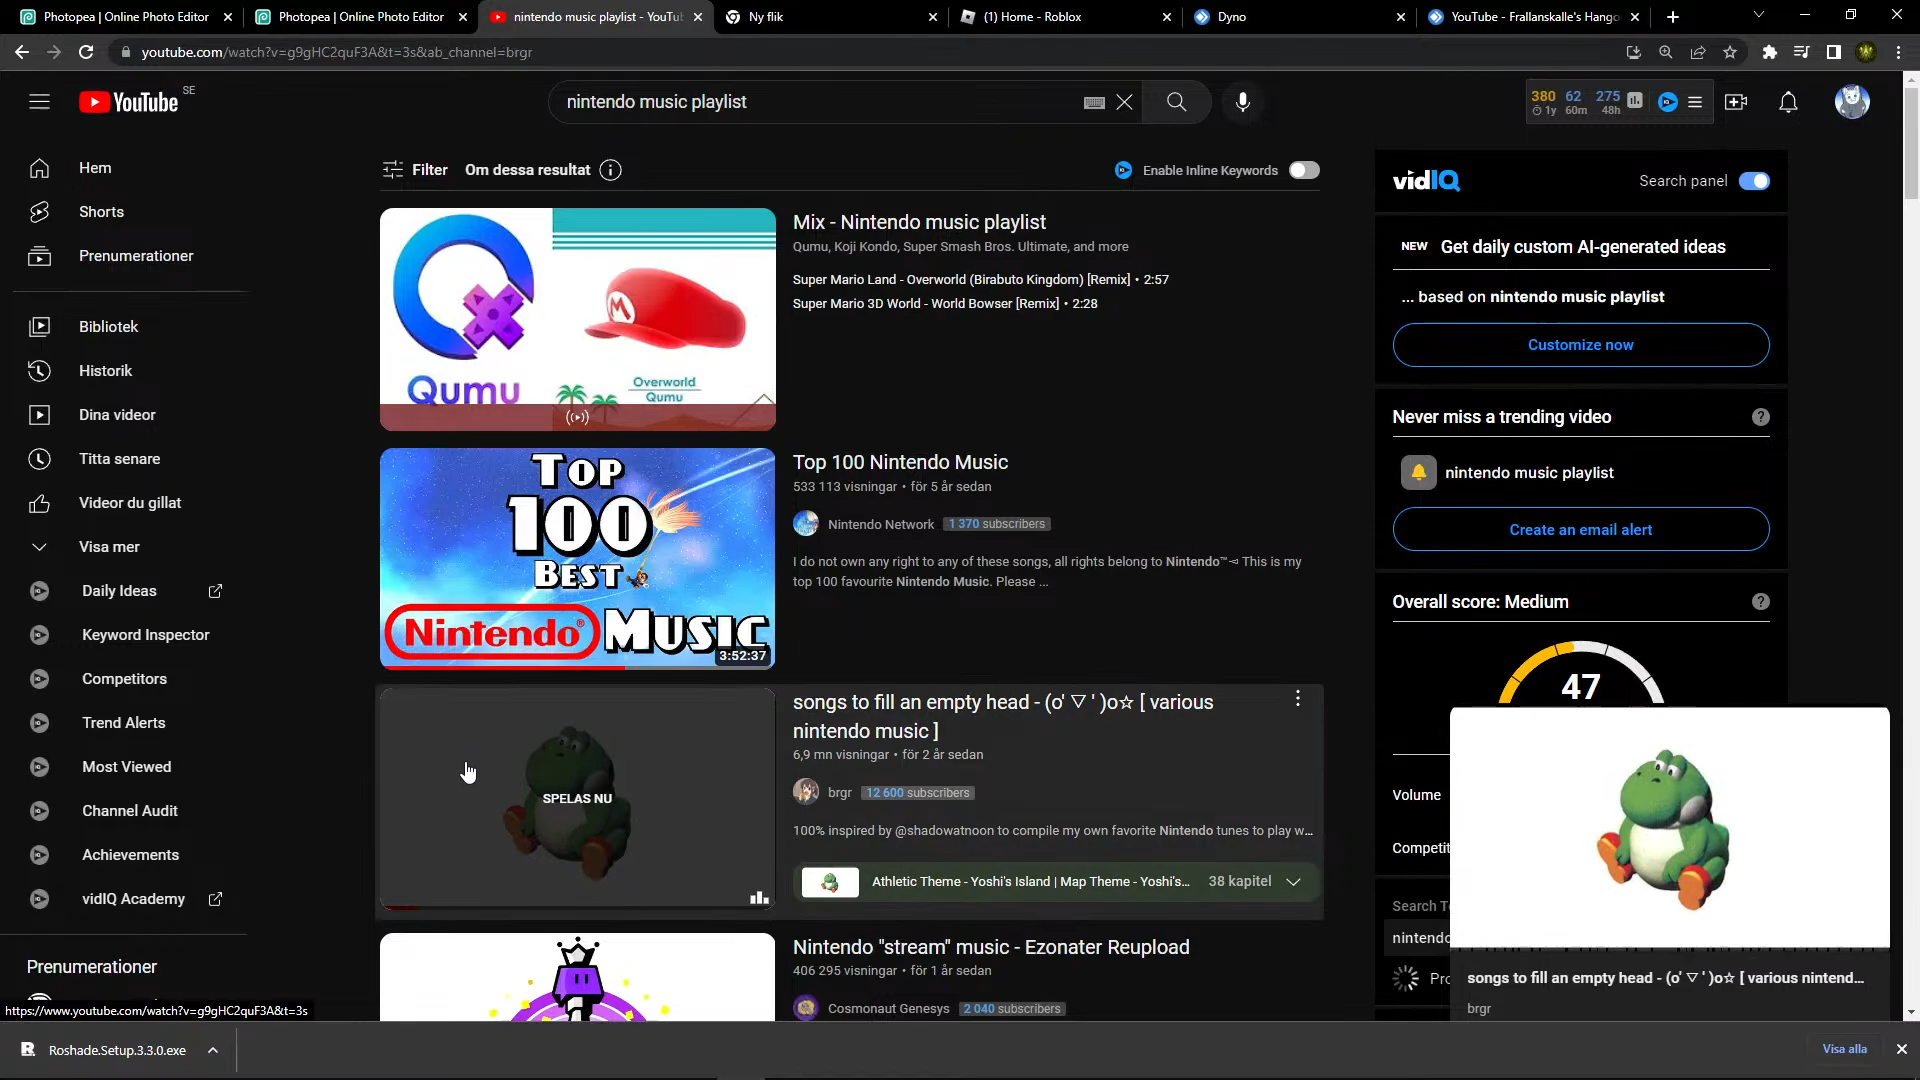 Photopea | Online Photo Editor
Photopea | Online Photo Editor
nintendo music playlist - YouTu
Ny flik
(1) Home - Roblox
Dyno
YouTube - Frallanskalle's Hango
youtube.com/watch?v=g9gHC2quF3A&t=3s&ab_channel=brgr
YouTube SE
nintendo music playlist
380 62 275
1y 60m 48h
Hem
Shorts
Prenumerationer
Bibliotek
Historik
Dina videor
Titta senare
Videor du gillat
Visa mer
Daily Ideas
Keyword Inspector
Competitors
Trend Alerts
Most Viewed
Channel Audit
Achievements
vidIQ Academy
Prenumerationer
https://www.youtube.com/watch?v=g9gHC2quF3A&t=3s
Filter Om dessa resultat
Enable Inline Keywords
Qumu
Overworld
Qumu
Mix - Nintendo music playlist
Qumu, Koji Kondo, Super Smash Bros. Ultimate, and more
Super Mario Land - Overworld (Birabuto Kingdom) [Remix] • 2:57
Super Mario 3D World - World Bowser [Remix] • 2:28
TOP
100
BEST
Nintendo® MUSIC
3:52:37
Top 100 Nintendo Music
533 113 visningar • för 5 år sedan
Nintendo Network 1 370 subscribers
I do not own any right to any of these songs, all rights belong to Nintendo™⊲ This is my
top 100 favourite Nintendo Music. Please ...
SPELAS NU
songs to fill an empty head - (o' ▽ ' )o☆ [ various
nintendo music ]
6,9 mn visningar • för 2 år sedan
brgr 12 600 subscribers
100% inspired by @shadowatnoon to compile my own favorite Nintendo tunes to play w...
Athletic Theme - Yoshi's Island | Map Theme - Yoshi's... 38 kapitel
Nintendo "stream" music - Ezonater Reupload
406 295 visningar • för 1 år sedan
Cosmonaut Genesys 2 040 subscribers
vidIQ
Search panel
NEW Get daily custom AI-generated ideas
... based on nintendo music playlist
Customize now
Never miss a trending video
nintendo music playlist
Create an email alert
Overall score: Medium
47
Volume
Competit
Search T
nintendo
Pro
songs to fill an empty head - (o' ▽ ' )o☆ [ various nintend...
brgr
Roshade.Setup.3.3.0.exe
Visa alla